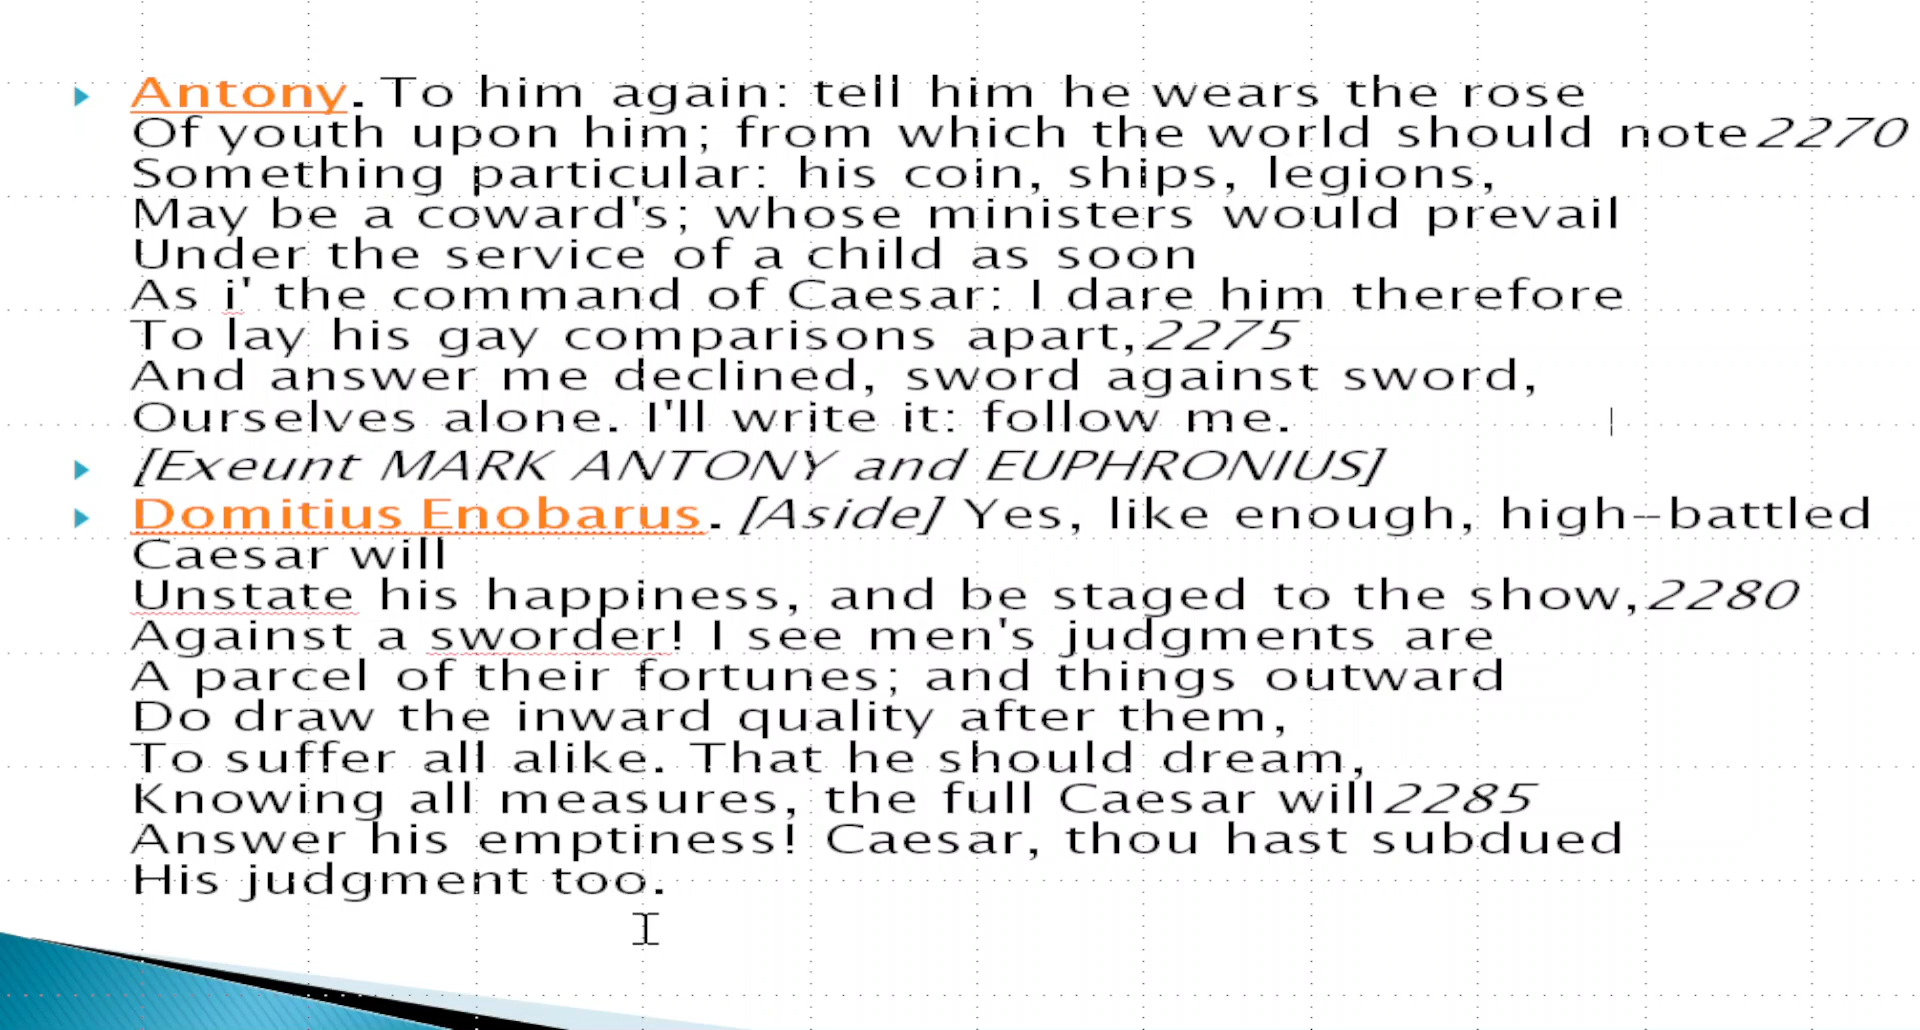 Antony. To him again: tell him he wears the rose
Of youth upon him; from which the world should note2270
Something particular: his coin, ships, legions,
May be a coward's; whose ministers would prevail
Under the service of a child as soon
As i' the command of Caesar: I dare him therefore
To lay his gay comparisons apart,2275
And answer me declined, sword against sword,
Ourselves alone. I'll write it: follow me.
[Exeunt MARK ANTONY and EUPHRONIUS]
Domitius Enobarus. [Aside] Yes, like enough, high-battled
Caesar will
Unstate his happiness, and be staged to the show,2280
Against a sworder! I see men's judgments are
A parcel of their fortunes; and things outward
Do draw the inward quality after them,
To suffer all alike. That he should dream,
Knowing all measures, the full Caesar will2285
Answer his emptiness! Caesar, thou hast subdued
His judgment too.